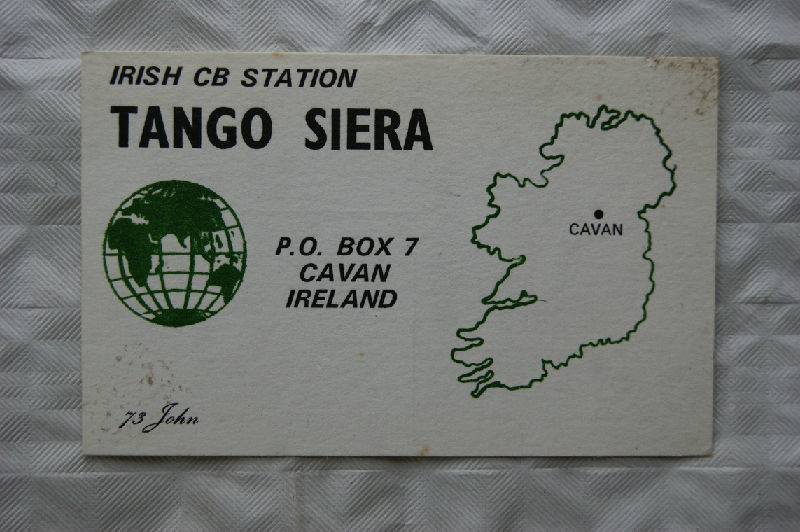 IRISH CB STATION
TANGO SIERA
P.O. BOX 7
CAVAN
IRELAND
CAVAN
73 John